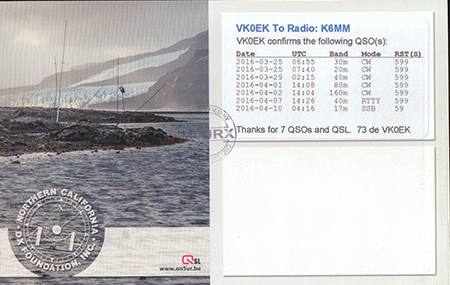 VK0EK To Radio: K6MM
VK0EK confirms the following QSO(s):
Date UTC Band Mode RST(S)
2016-03-25 06:55 30m CW 599
2016-03-25 07:40 20m CW 599
2016-03-29 02:15 40m CW 599
2016-04-01 14:08 80m CW 599
2016-04-02 14:04 160m CW 599
2016-04-07 14:26 40m RTTY 599
2016-04-10 04:16 17m SSB 59
Thanks for 7 QSOs and QSL. 73 de VK0EK
NORTHERN CALIFORNIA
DX FOUNDATION, INC.
QSL
www.on5ur.be